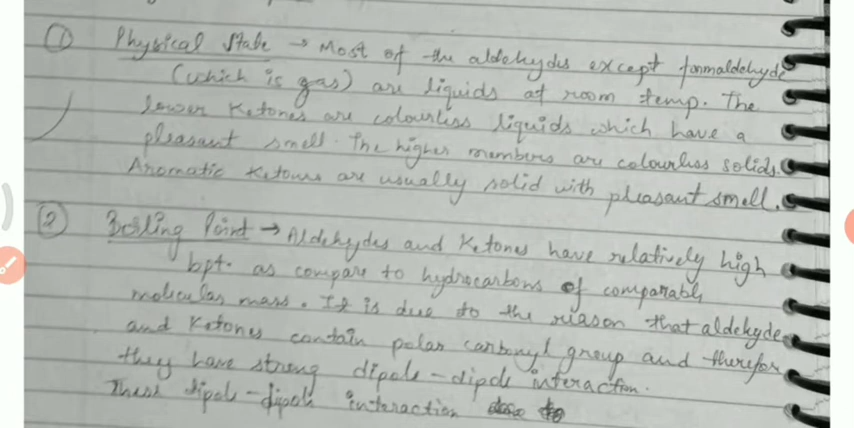 ① Physical State → Most of the aldehydes except formaldehyde
(which is gas) are liquids at room temp. The
lower Ketones are colourless liquids which have a
pleasant smell. The higher members are colourless solids.
Aromatic Ketones are usually solid with pleasant smell.
② Boiling Point → Aldehydes and Ketones have relatively high
bpt. as compare to hydrocarbons of comparable
molecular mass. It is due to the reason that aldehyde
and Ketones contain polar carbonyl group and therefor
they have strong dipole-dipole interaction.
These dipole-dipole interaction